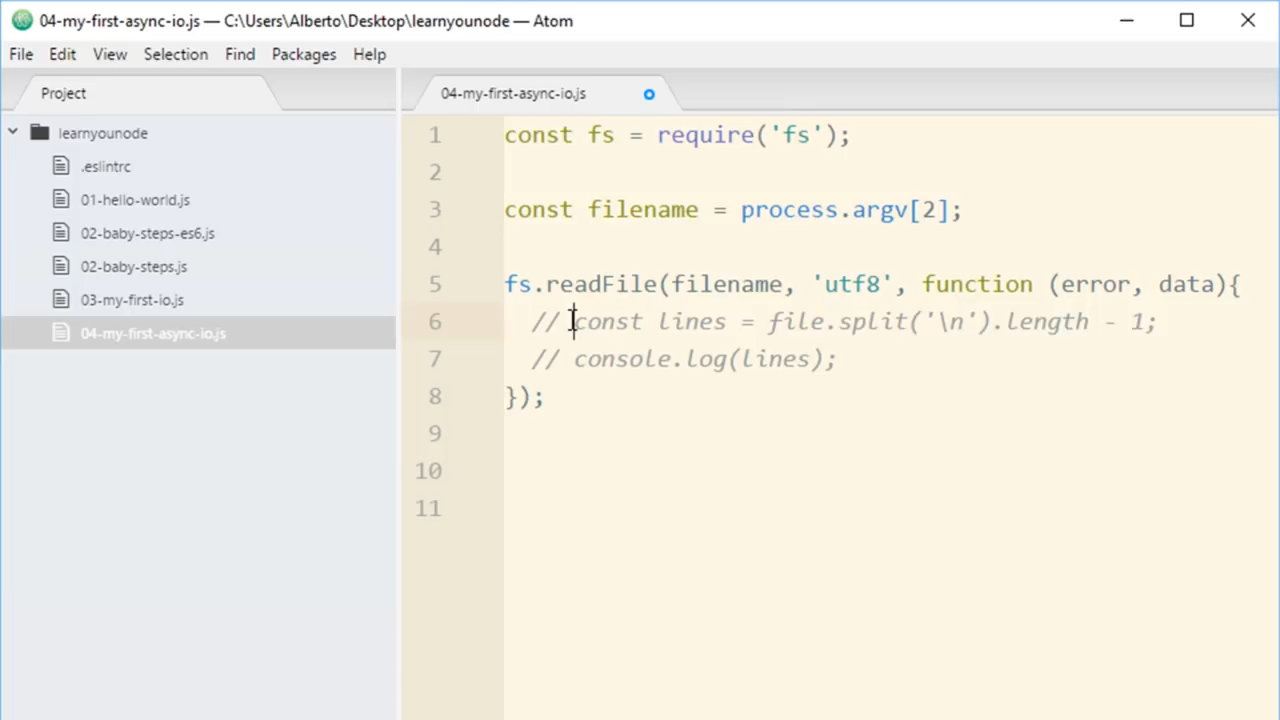 04-my-first-async-io.js — C:\Users\Alberto\Desktop\learnyounode — Atom
File Edit View Selection Find Packages Help
Project
learnyounode
.eslintrc
01-hello-world.js
02-baby-steps-es6.js
02-baby-steps.js
03-my-first-io.js
04-my-first-async-io.js
04-my-first-async-io.js
1 const fs = require('fs');
2
3 const filename = process.argv[2];
4
5 fs.readFile(filename, 'utf8', function (error, data){
6   // const lines = file.split('\n').length - 1;
7   // console.log(lines);
8 });
9
10
11